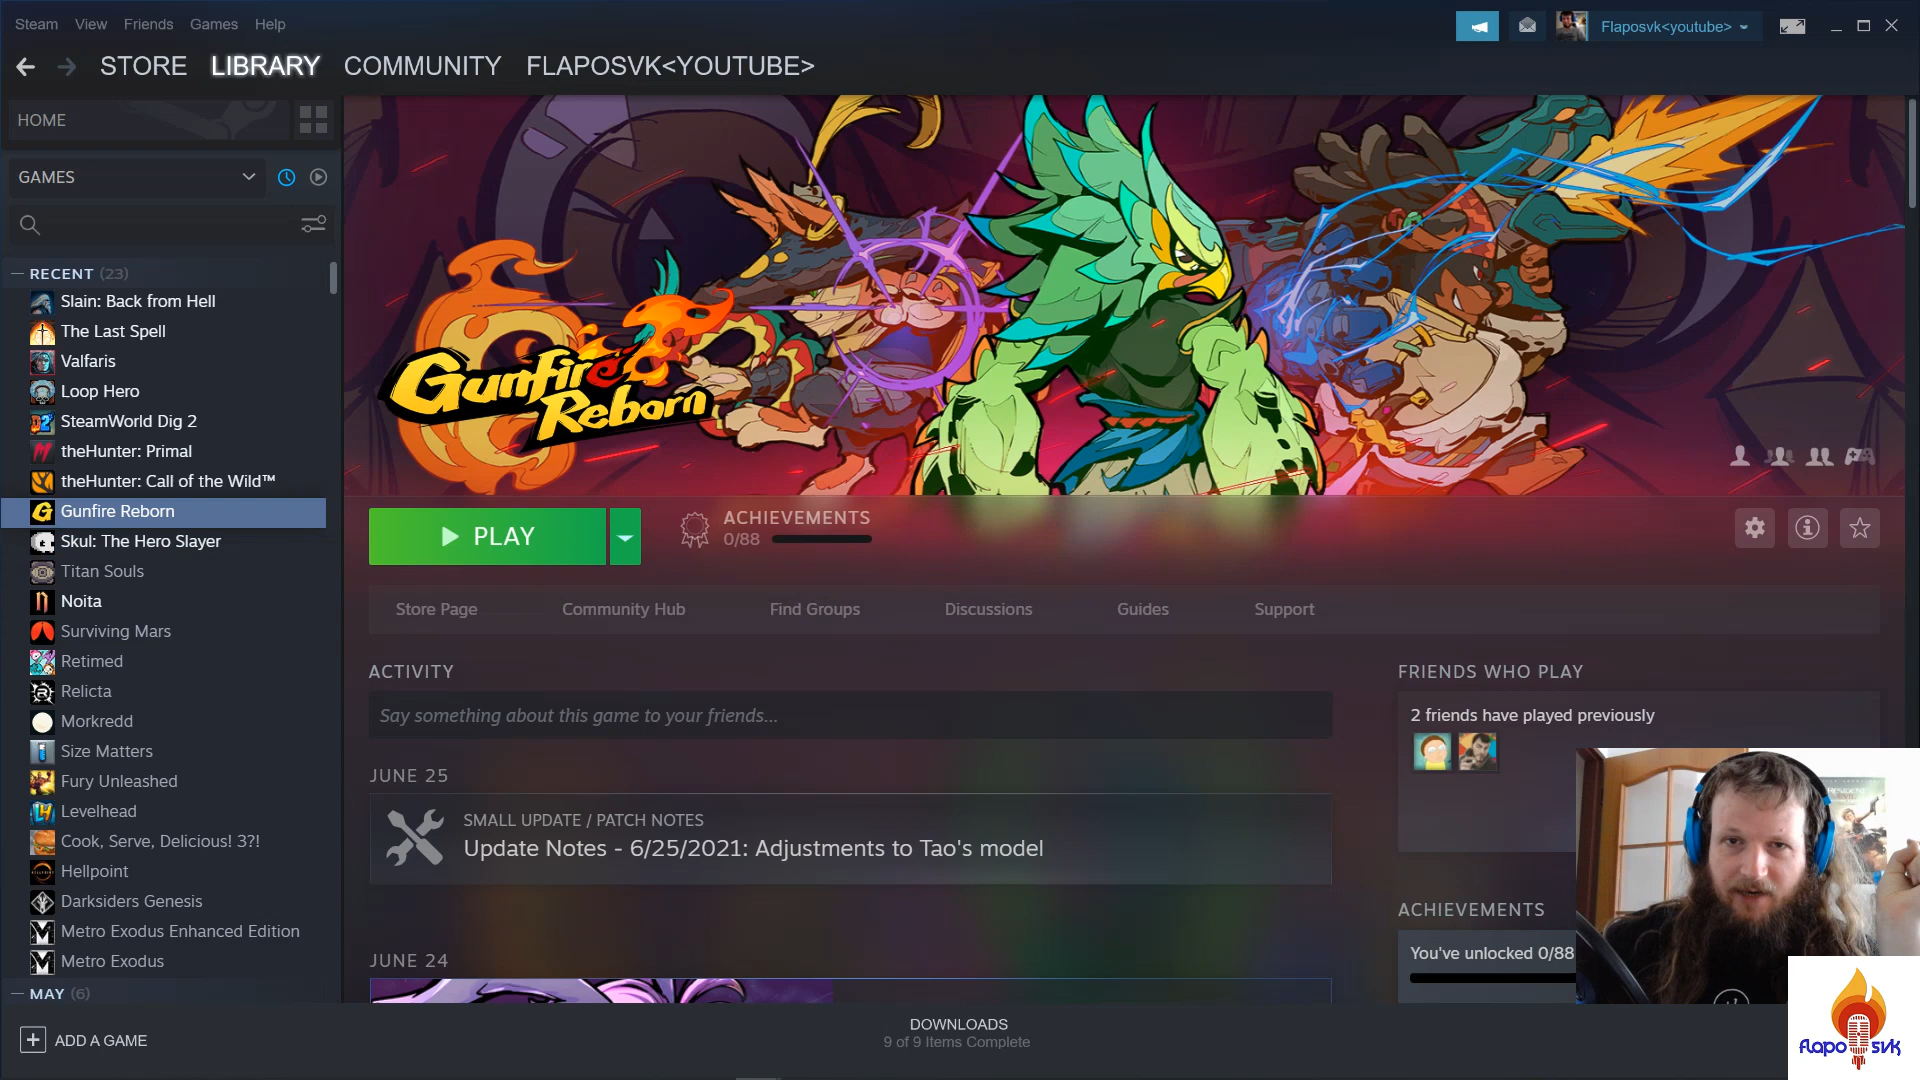 Steam View Friends Games Help
Flaposvk<youtube>
STORE LIBRARY COMMUNITY FLAPOSVK<YOUTUBE>
HOME
GAMES
RECENT (23)
Slain: Back from Hell
The Last Spell
Valfaris
Loop Hero
SteamWorld Dig 2
theHunter: Primal
theHunter: Call of the Wild™
Gunfire Reborn
Skul: The Hero Slayer
Titan Souls
Noita
Surviving Mars
Retimed
Relicta
Morkredd
Size Matters
Fury Unleashed
Levelhead
Cook, Serve, Delicious! 3?!
Hellpoint
Darksiders Genesis
Metro Exodus Enhanced Edition
Metro Exodus
MAY (6)
Gunfire
Reborn
PLAY
ACHIEVEMENTS
0/88
Store Page Community Hub Find Groups Discussions Guides Support
ACTIVITY
Say something about this game to your friends...
JUNE 25
SMALL UPDATE / PATCH NOTES
Update Notes - 6/25/2021: Adjustments to Tao's model
JUNE 24
FRIENDS WHO PLAY
2 friends have played previously
ACHIEVEMENTS
You've unlocked 0/88
ADD A GAME
DOWNLOADS
9 of 9 Items Complete
flapo svk